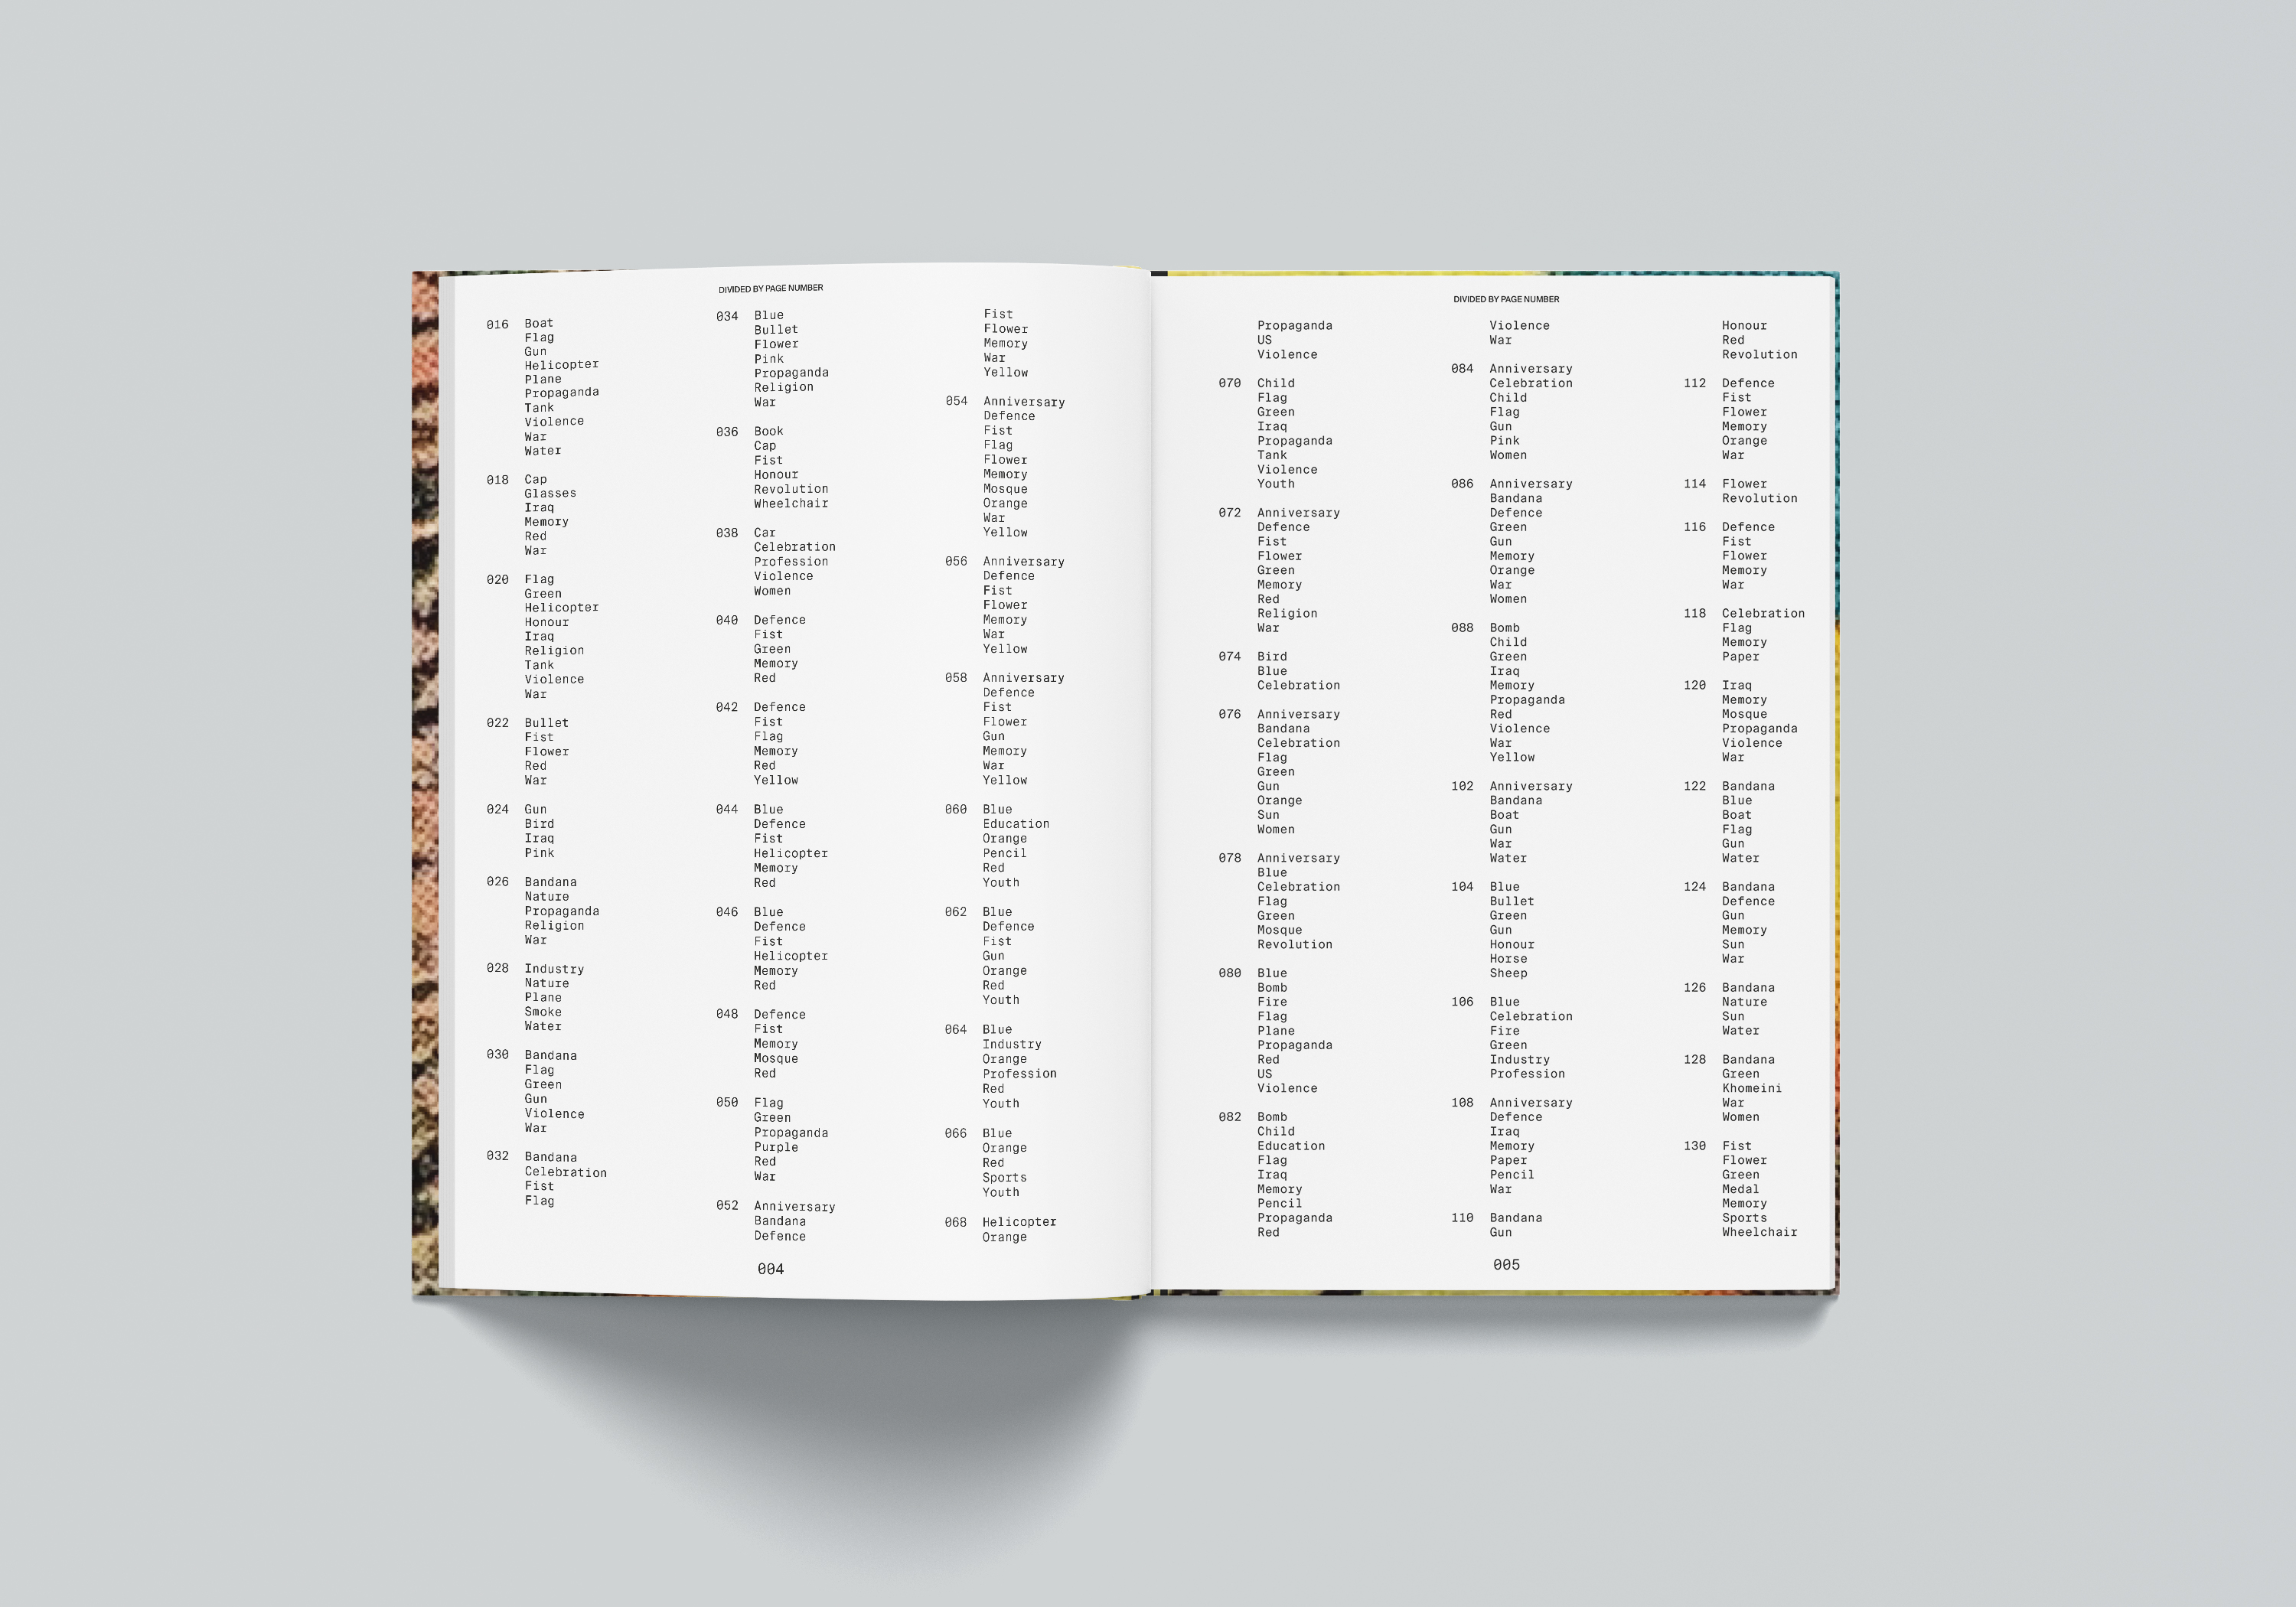 DIVIDED BY PAGE NUMBER
016 Boat
Flag
Gun
Helicopter
Plane
Propaganda
Tank
Violence
War
Water
018 Cap
Glasses
Iraq
Memory
Red
War
020 Flag
Green
Helicopter
Honour
Iraq
Religion
Tank
Violence
War
022 Bullet
Fist
Flower
Red
War
024 Gun
Bird
Iraq
Pink
026 Bandana
Nature
Propaganda
Religion
War
028 Industry
Nature
Plane
Smoke
Water
030 Bandana
Flag
Green
Gun
Violence
War
032 Bandana
Celebration
Fist
Flag
034 Blue
Bullet
Flower
Pink
Propaganda
Religion
War
036 Book
Cap
Fist
Honour
Revolution
Wheelchair
038 Car
Celebration
Profession
Violence
Women
040 Defence
Fist
Green
Memory
Red
042 Defence
Fist
Flag
Memory
Red
Yellow
044 Blue
Defence
Fist
Helicopter
Memory
Red
046 Blue
Defence
Fist
Helicopter
Memory
Red
048 Defence
Fist
Memory
Mosque
Red
050 Flag
Green
Propaganda
Purple
Red
War
052 Anniversary
Bandana
Defence
Fist
Flower
Memory
War
Yellow
054 Anniversary
Defence
Fist
Flag
Flower
Memory
Mosque
Orange
War
Yellow
056 Anniversary
Defence
Fist
Flower
Memory
War
Yellow
058 Anniversary
Defence
Fist
Flower
Gun
Memory
War
Yellow
060 Blue
Education
Orange
Pencil
Red
Youth
062 Blue
Defence
Fist
Gun
Orange
Red
Youth
064 Blue
Industry
Orange
Profession
Red
Youth
066 Blue
Orange
Red
Sports
Youth
068 Helicopter
Orange
004
DIVIDED BY PAGE NUMBER
Propaganda
US
Violence
070 Child
Flag
Green
Iraq
Propaganda
Tank
Violence
Youth
072 Anniversary
Defence
Fist
Flower
Green
Memory
Red
Religion
War
074 Bird
Blue
Celebration
076 Anniversary
Bandana
Celebration
Flag
Green
Gun
Orange
Sun
Women
078 Anniversary
Blue
Celebration
Flag
Green
Mosque
Revolution
080 Blue
Bomb
Fire
Flag
Plane
Propaganda
Red
US
Violence
082 Bomb
Child
Education
Flag
Iraq
Memory
Pencil
Propaganda
Red
Violence
War
084 Anniversary
Celebration
Child
Flag
Gun
Pink
Women
086 Anniversary
Bandana
Defence
Green
Gun
Memory
Orange
War
Women
088 Bomb
Child
Green
Iraq
Memory
Propaganda
Red
Violence
War
Yellow
102 Anniversary
Bandana
Boat
Gun
War
Water
104 Blue
Bullet
Green
Gun
Honour
Horse
Sheep
106 Blue
Celebration
Fire
Green
Industry
Profession
108 Anniversary
Defence
Iraq
Memory
Paper
Pencil
War
110 Bandana
Gun
Honour
Red
Revolution
112 Defence
Fist
Flower
Memory
Orange
War
114 Flower
Revolution
116 Defence
Fist
Flower
Memory
War
118 Celebration
Flag
Memory
Paper
120 Iraq
Memory
Mosque
Propaganda
Violence
War
122 Bandana
Blue
Boat
Flag
Gun
Water
124 Bandana
Defence
Gun
Memory
Sun
War
126 Bandana
Nature
Sun
Water
128 Bandana
Green
Khomeini
War
Women
130 Fist
Flower
Green
Medal
Memory
Sports
Wheelchair
005